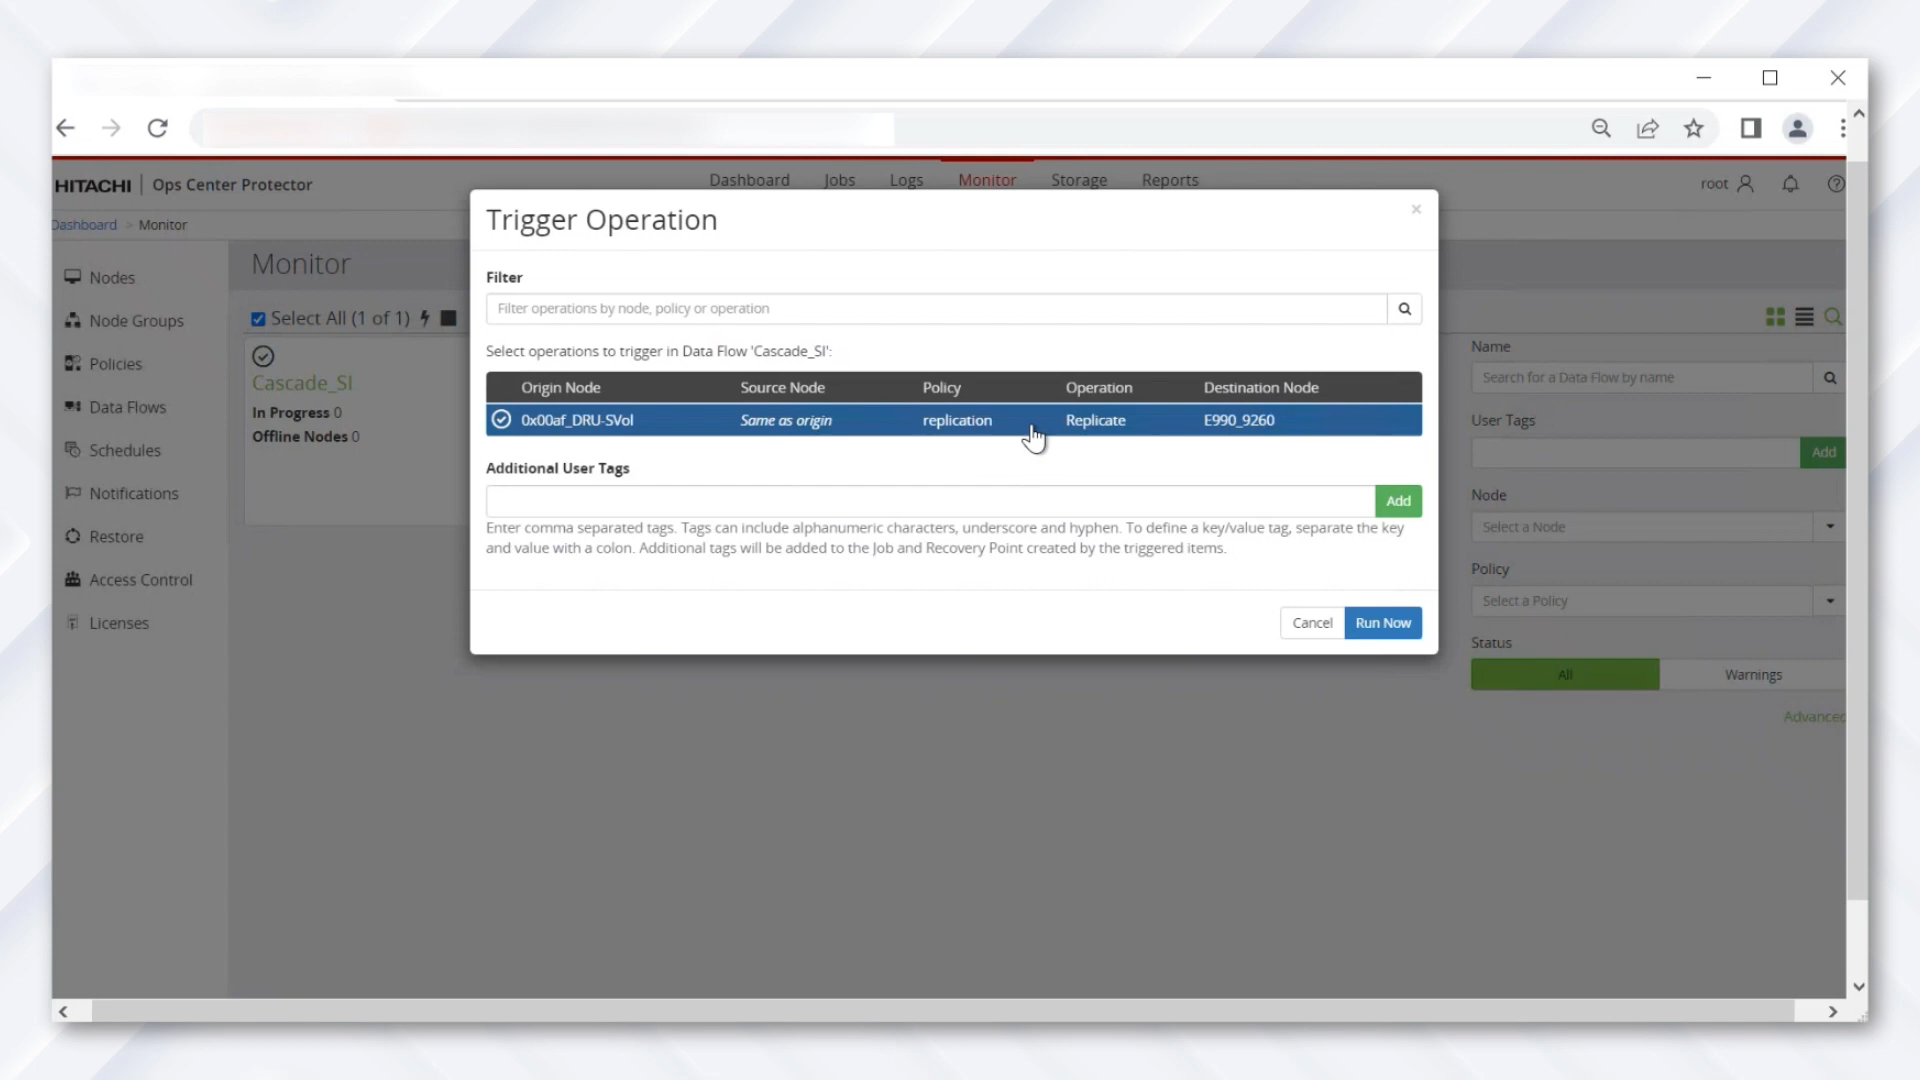 HITACHI | Ops Center Protector
Dashboard Jobs Logs Monitor Storage Reports
root
Dashboard > Monitor
Nodes
Node Groups
Policies
Data Flows
Schedules
Notifications
Restore
Access Control
Licenses
Monitor
Select All (1 of 1)
Cascade_SI
In Progress 0
Offline Nodes 0
Trigger Operation
×
Filter
Filter operations by node, policy or operation
Select operations to trigger in Data Flow 'Cascade_SI':
Origin Node Source Node Policy Operation Destination Node
0x00af_DRU-SVol Same as origin replication Replicate E990_9260
Additional User Tags
Add
Enter comma separated tags. Tags can include alphanumeric characters, underscore and hyphen. To define a key/value tag, separate the key
and value with a colon. Additional tags will be added to the Job and Recovery Point created by the triggered items.
Cancel Run Now
Name
Search for a Data Flow by name
User Tags
Add
Node
Select a Node
Policy
Select a Policy
Status
All Warnings
Advanced